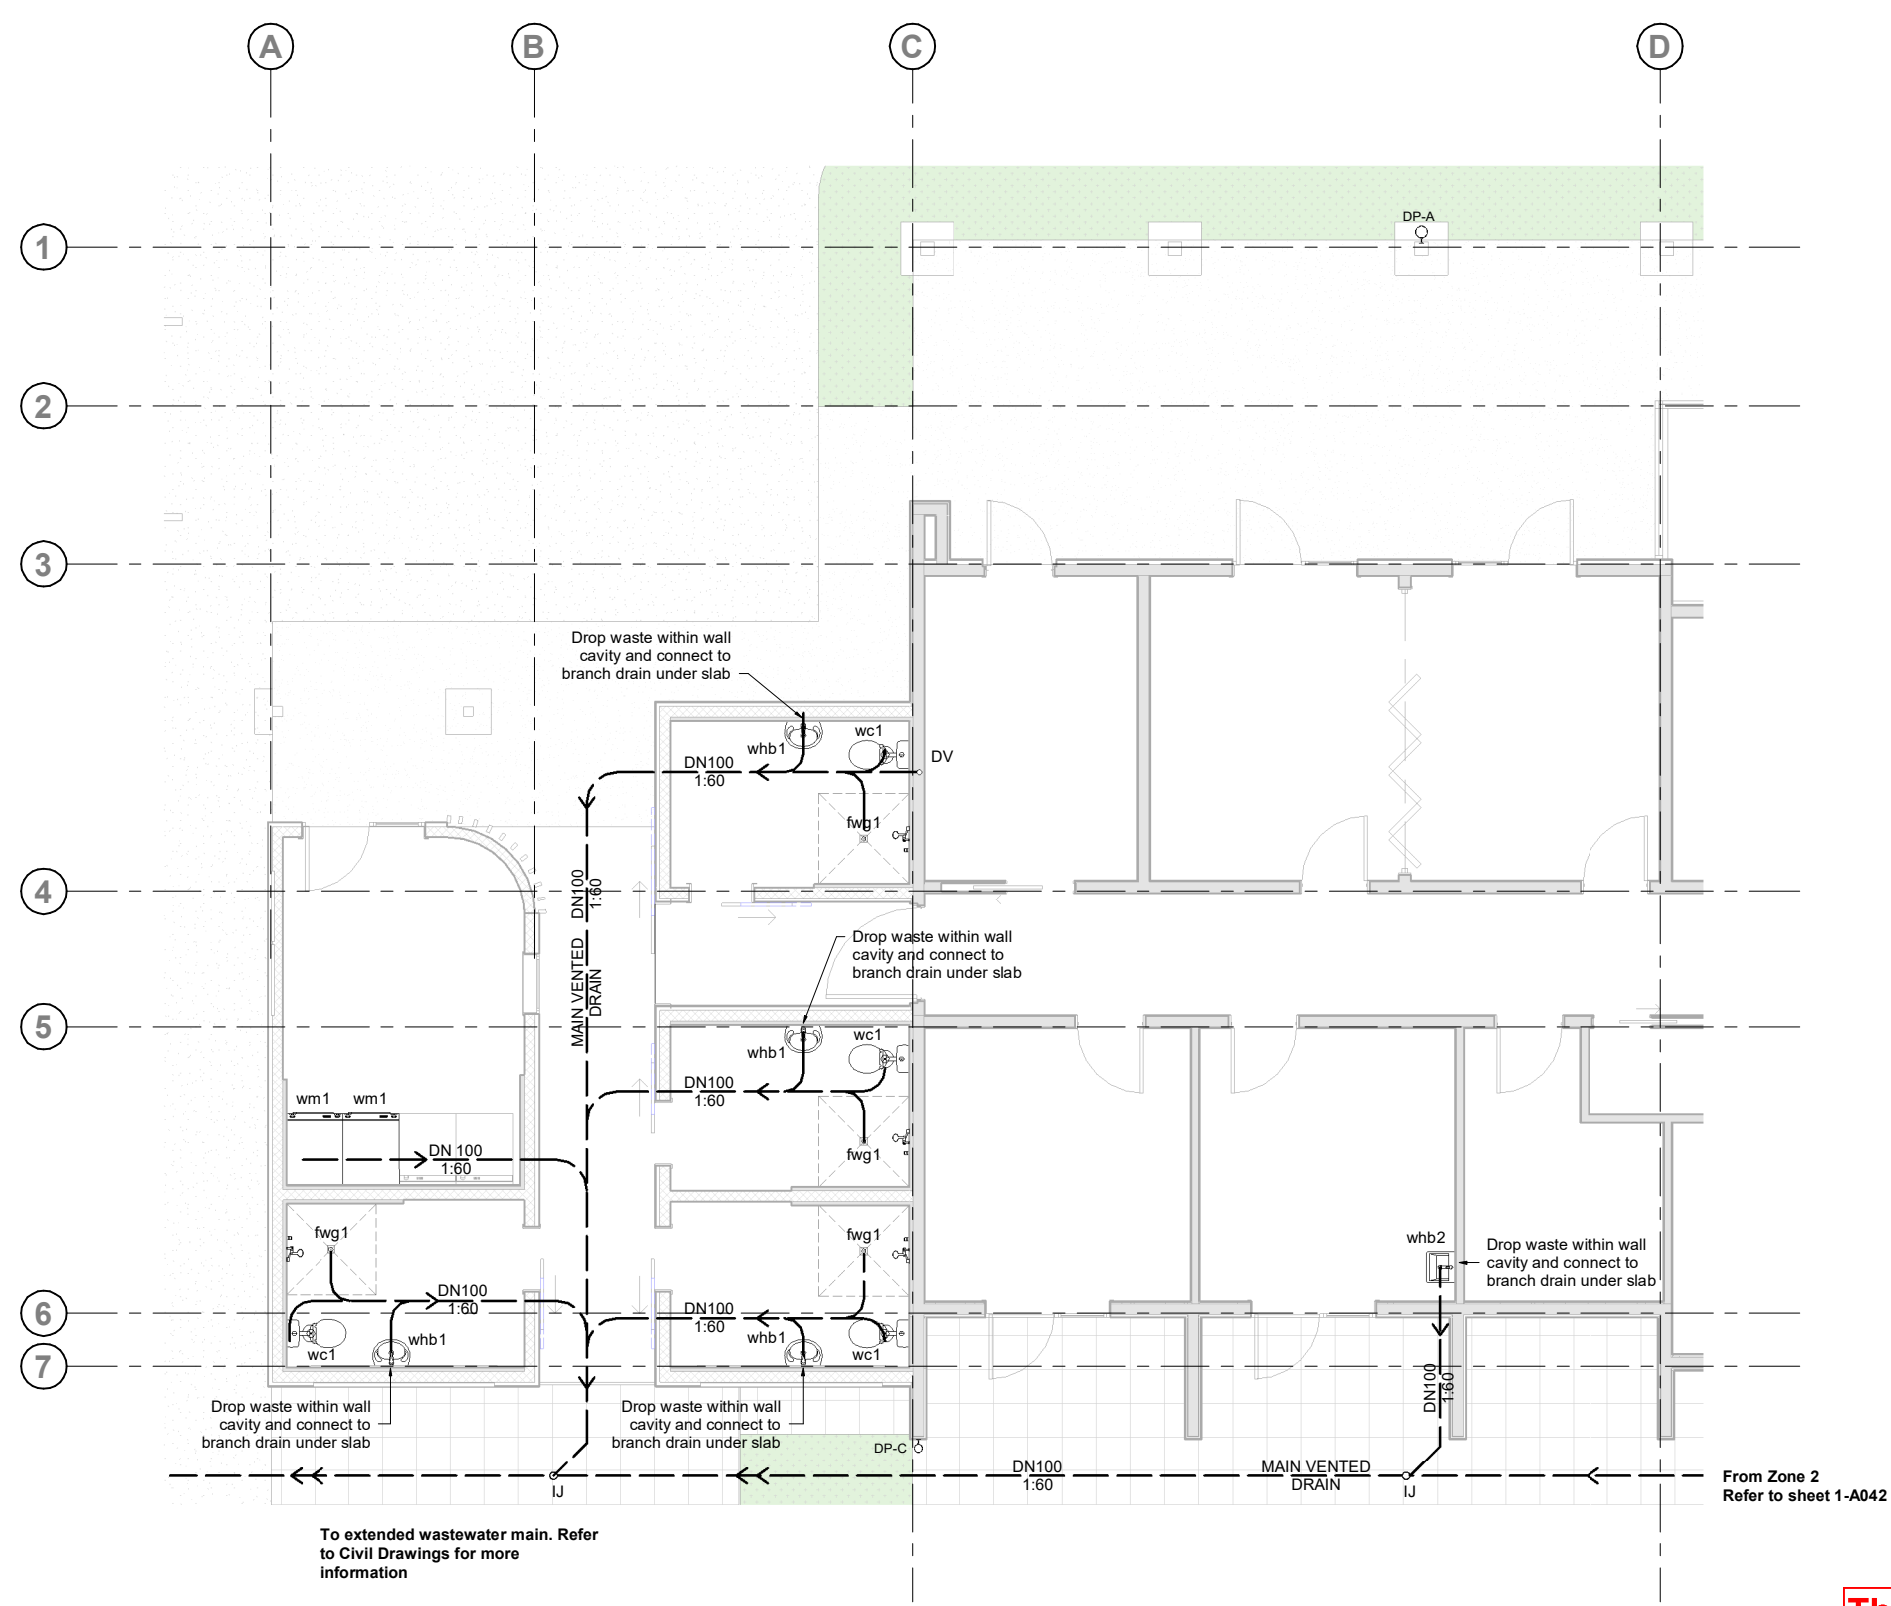 A
B
C
D
1
DP-A
2
3
Drop waste within wall
cavity and connect to
branch drain under slab
wc1
whb1
DV
DN100
1:60
fwg1
4
DN100
1:60
Drop waste within wall
cavity and connect to
branch drain under slab
MAIN VENTED
DRAIN
5
wc1
whb1
DN100
1:60
wm1
wm1
fwg1
DN 100
1:60
fwg1
fwg1
whb2
Drop waste within wall
cavity and connect to
branch drain under slab
DN100
1:60
6
DN100
1:60
whb1
wc1
whb1
wc1
7
DN100
1:60
Drop waste within wall
cavity and connect to
branch drain under slab
Drop waste within wall
cavity and connect to
branch drain under slab
DP-C
DN100
1:60
MAIN VENTED
DRAIN
IJ
IJ
From Zone 2
Refer to sheet 1-A042
To extended wastewater main. Refer
to Civil Drawings for more
information